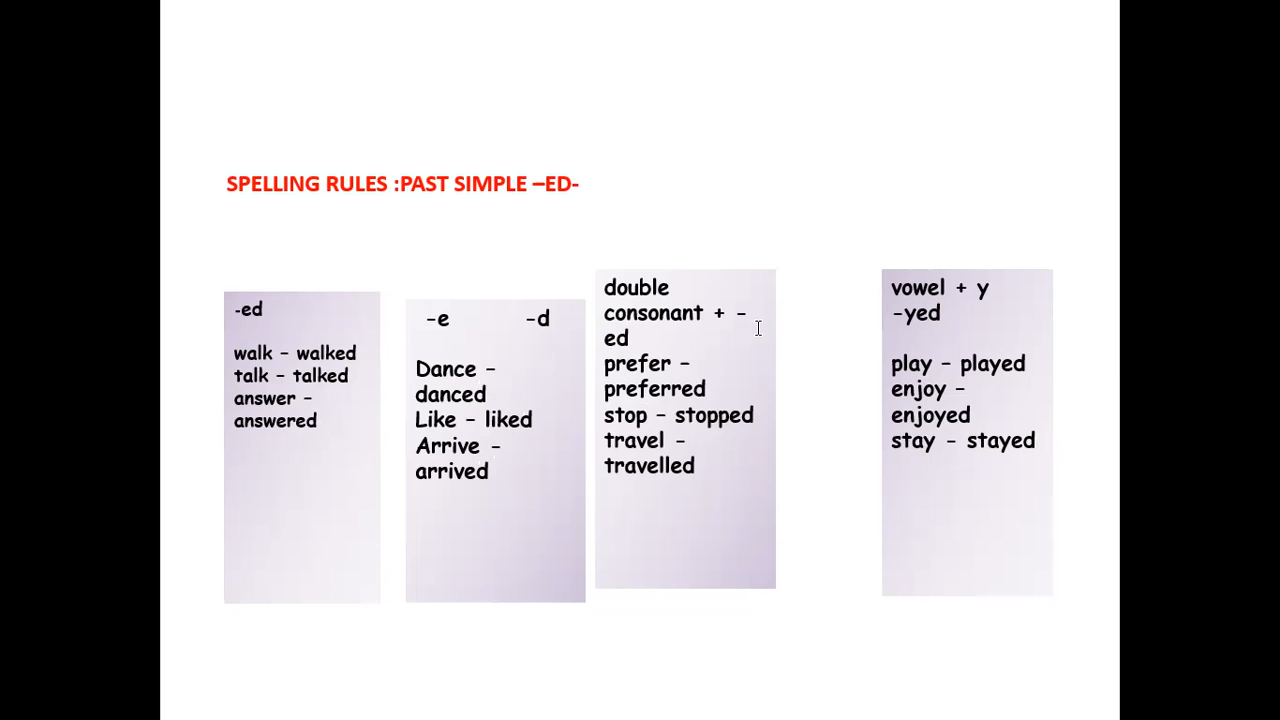 SPELLING RULES :PAST SIMPLE –ED-
-ed
walk – walked
talk – talked
answer –
answered
–e –d
Dance –
danced
Like – liked
Arrive –
arrived
double
consonant + –
ed
prefer –
preferred
stop – stopped
travel –
travelled
vowel + y
–yed
play – played
enjoy –
enjoyed
stay – stayed